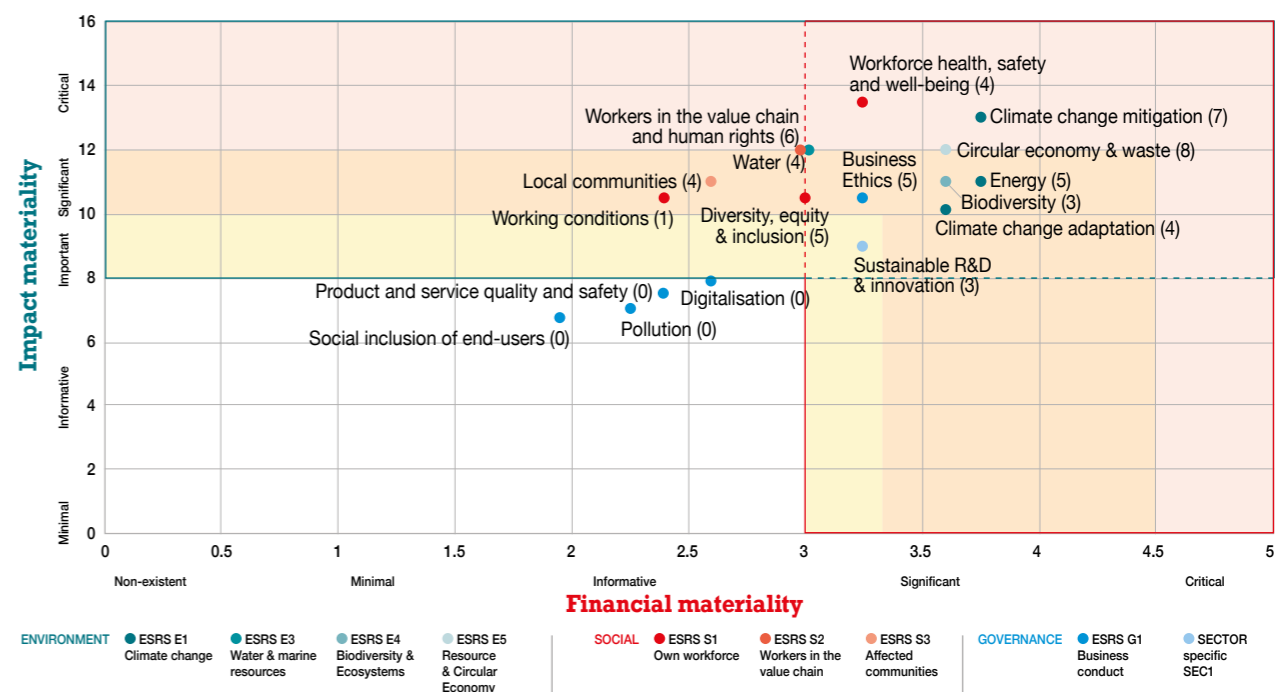 Impact materiality
Critical
Significant
Important
Informative
Minimal
16
14
12
10
8
6
4
2
0
Workforce health, safety
and well-being (4)
Climate change mitigation (7)
Workers in the value chain
and human rights (6)
Water (4)
Business
Ethics (5)
Circular economy & waste (8)
Local communities (4)
Energy (5)
Biodiversity (3)
Working conditions (1)
Diversity, equity
& inclusion (5)
Climate change adaptation (4)
Sustainable R&D
& innovation (3)
Product and service quality and safety (0)
Digitalisation (0)
Pollution (0)
Social inclusion of end-users (0)
0
0.5
1
1.5
2
2.5
3
3.5
4
4.5
5
Non-existent
Minimal
Informative
Significant
Critical
Financial materiality
ENVIRONMENT
ESRS E1
Climate change
ESRS E3
Water & marine
resources
ESRS E4
Biodiversity &
Ecosystems
ESRS E5
Resource
& Circular
Economy
SOCIAL
ESRS S1
Own workforce
ESRS S2
Workers in the
value chain
ESRS S3
Affected
communities
GOVERNANCE
ESRS G1
Business
conduct
SECTOR
specific
SEC1